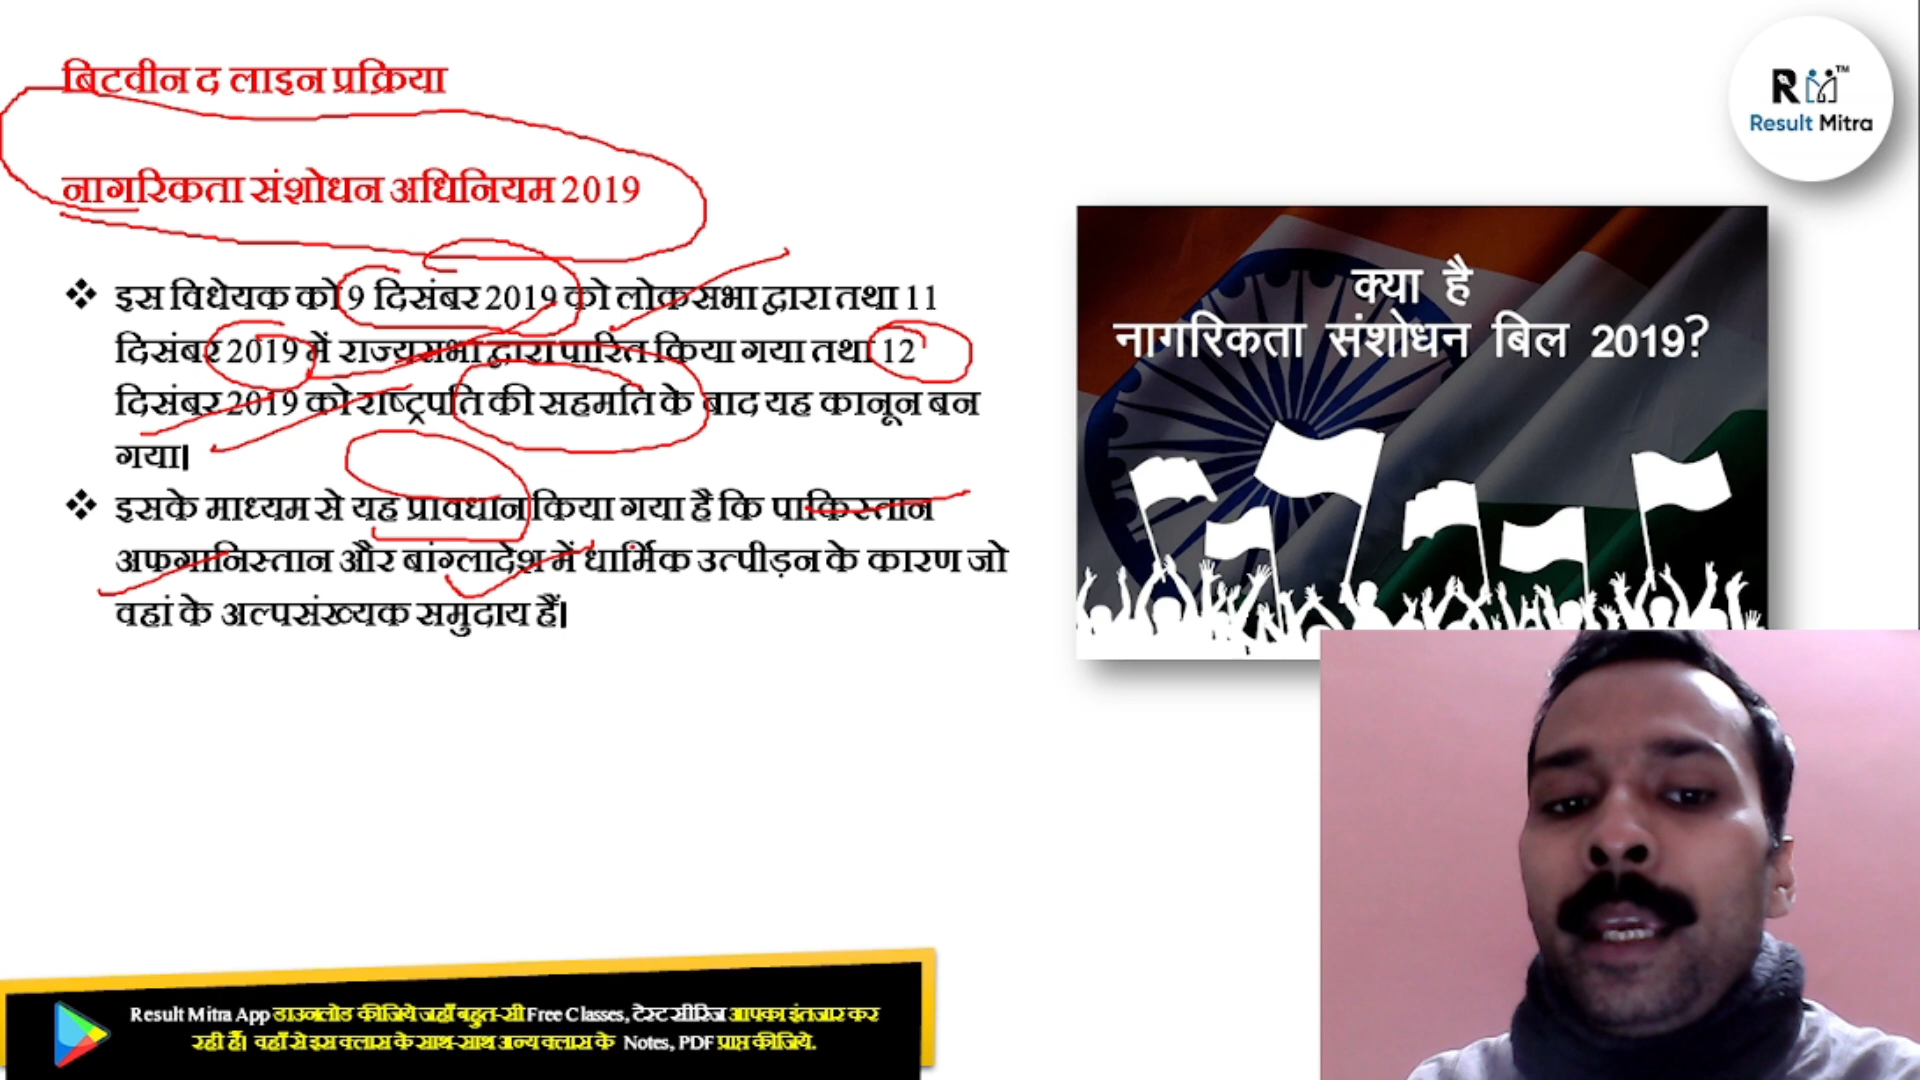 बिटवीन द लाइन प्रक्रिया
नागरिकता संशोधन अधिनियम 2019
❖ इस विधेयक को 9 दिसंबर 2019 को लोकसभा द्वारा तथा 11
दिसंबर 2019 में राज्यसभा द्वारा पारित किया गया तथा 12
दिसंबर 2019 को राष्ट्रपति की सहमति के बाद यह कानून बन
गया।
❖ इसके माध्यम से यह प्रावधान किया गया है कि पाकिस्तान
अफगानिस्तान और बांग्लादेश में धार्मिक उत्पीड़न के कारण जो
वहां के अल्पसंख्यक समुदाय हैं।
RM™
Result Mitra
क्या है
नागरिकता संशोधन बिल 2019?
Result Mitra App डाउनलोड कीजिये जहाँ बहुत-सी Free Classes, टेस्ट सीरिज आपका इंतजार कर
रही हैं। वहाँ से इस क्लास के साथ-साथ अन्य क्लास के Notes, PDF प्राप्त कीजिये.